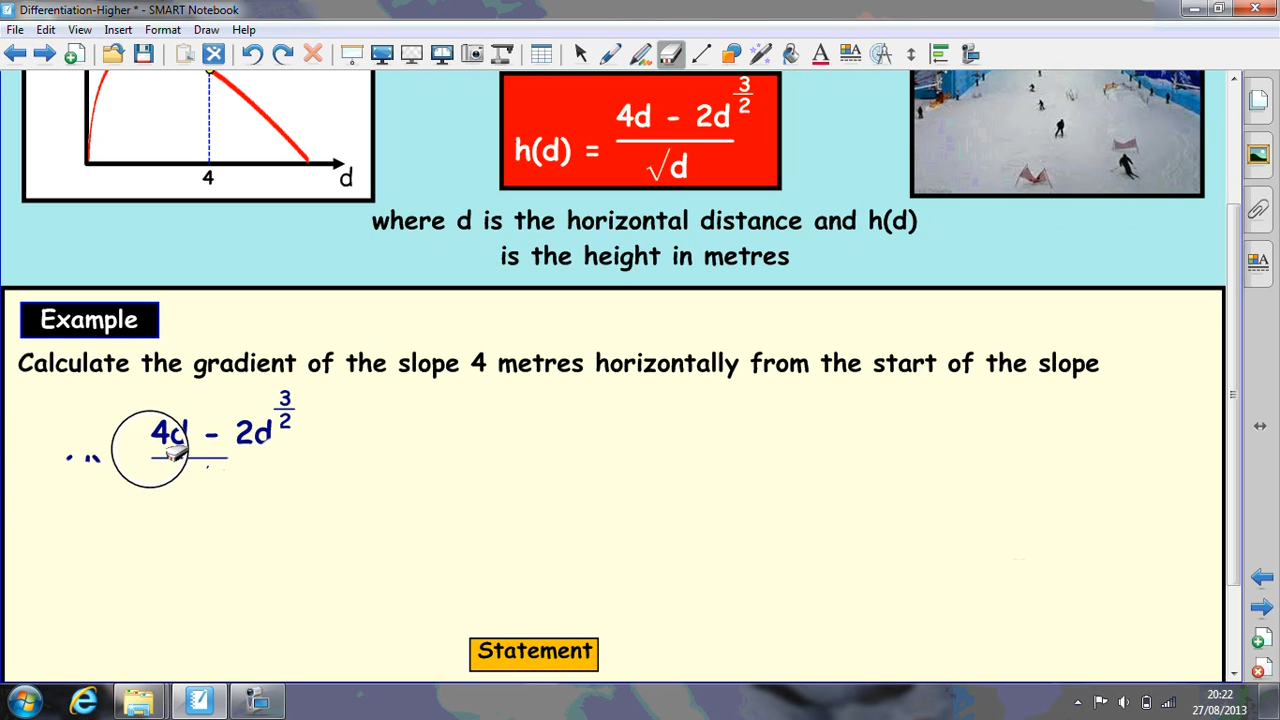 Differentiation-Higher * - SMART Notebook
File Edit View Insert Format Draw Help
4
d
h(d) = (4d - 2d^(3/2)) / √d
where d is the horizontal distance and h(d)
is the height in metres
Example
Calculate the gradient of the slope 4 metres horizontally from the start of the slope
4d - 2d^(3/2)
Statement
20:22
27/08/2013